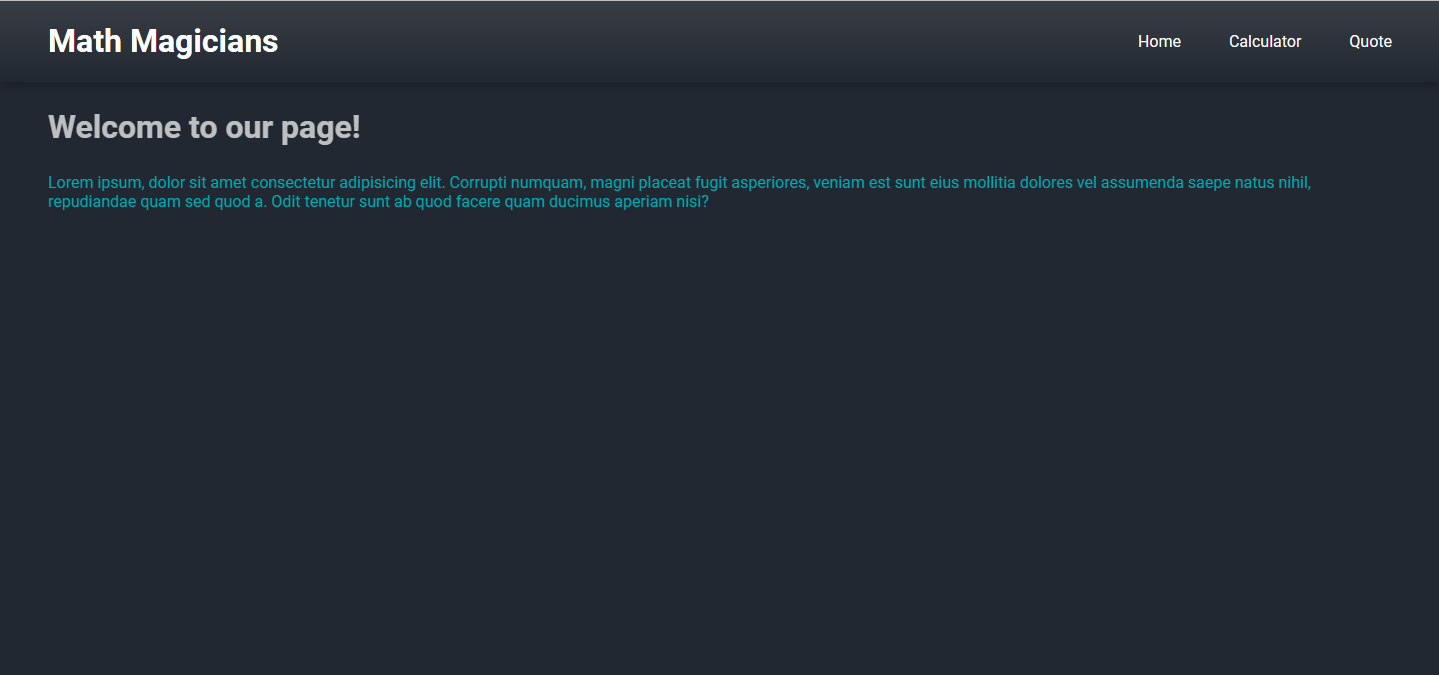 Math Magicians
Home Calculator Quote
Welcome to our page!
Lorem ipsum, dolor sit amet consectetur adipisicing elit. Corrupti numquam, magni placeat fugit asperiores, veniam est sunt eius mollitia dolores vel assumenda saepe natus nihil,
repudiandae quam sed quod a. Odit tenetur sunt ab quod facere quam ducimus aperiam nisi?